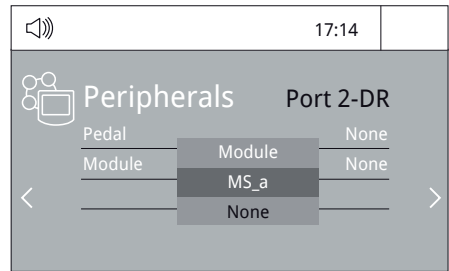 17:14
Peripherals Port 2-DR
Pedal None
Module None
Module
MS_a
None